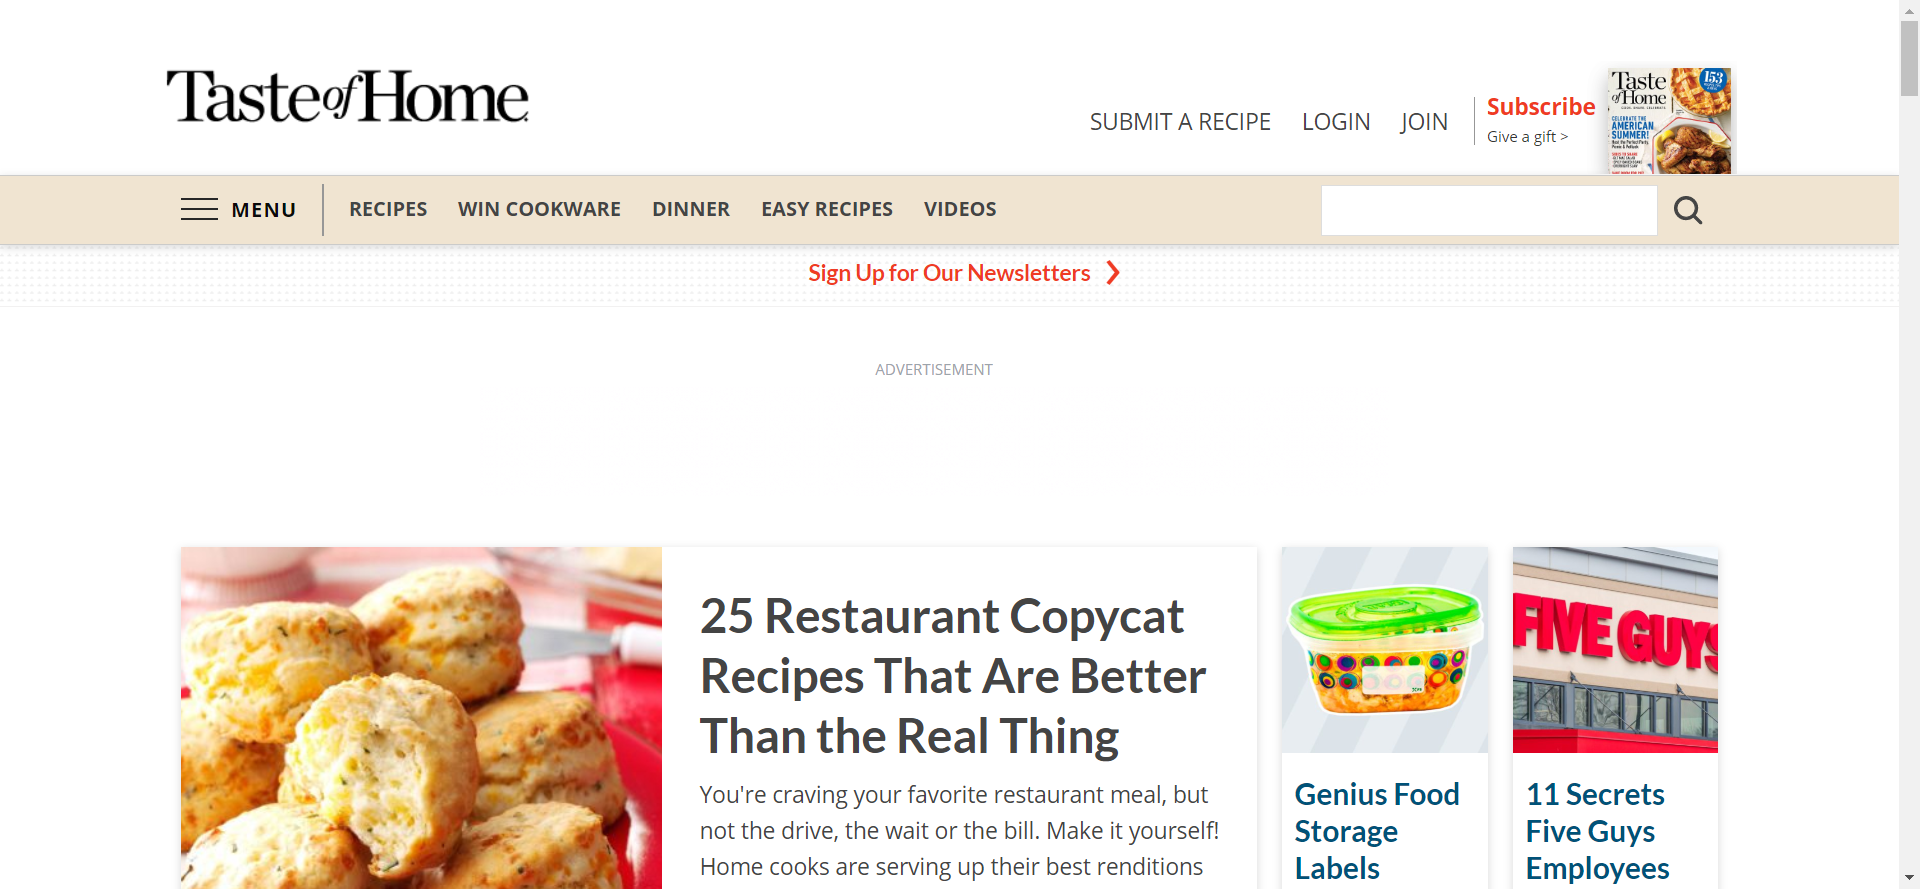 Taste of Home
SUBMIT A RECIPE
LOGIN
JOIN
Subscribe
Give a gift >
153
Taste
of Home
CELEBRATE THE
AMERICAN
SUMMER!
MENU
RECIPES
WIN COOKWARE
DINNER
EASY RECIPES
VIDEOS
Sign Up for Our Newsletters
ADVERTISEMENT
25 Restaurant Copycat
Recipes That Are Better
Than the Real Thing
You're craving your favorite restaurant meal, but
not the drive, the wait or the bill. Make it yourself!
Home cooks are serving up their best renditions
Genius Food
Storage
Labels
FIVE GUYS
11 Secrets
Five Guys
Employees